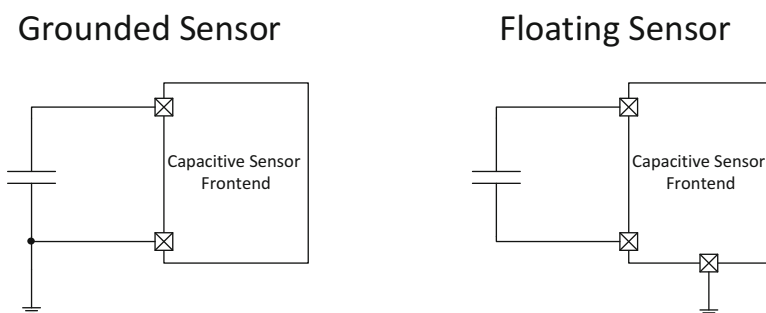 Grounded Sensor
Floating Sensor
Capacitive Sensor
Frontend
Capacitive Sensor
Frontend